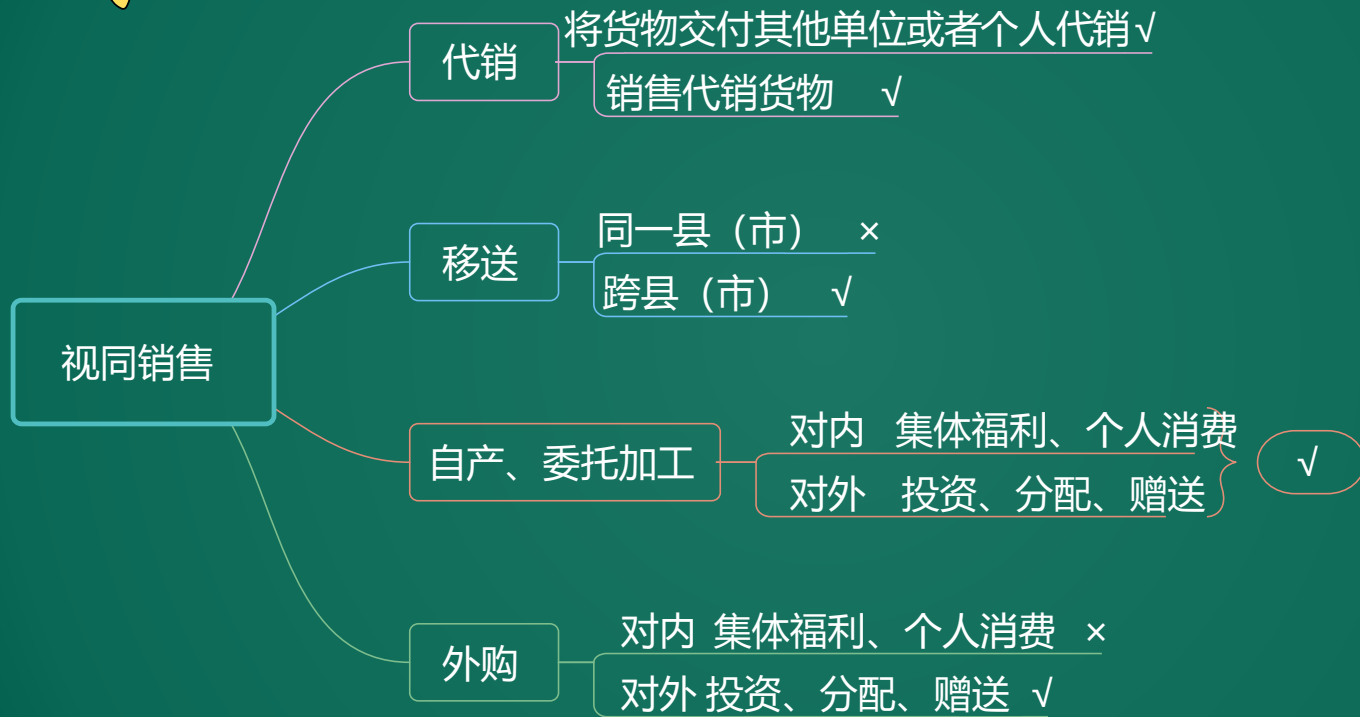 将货物交付其他单位或者个人代销√
代销
销售代销货物 √
同一县（市） ×
移送
跨县（市） √
视同销售
对内 集体福利、个人消费
自产、委托加工
√
对外 投资、分配、赠送
对内 集体福利、个人消费 ×
外购
对外 投资、分配、赠送 √